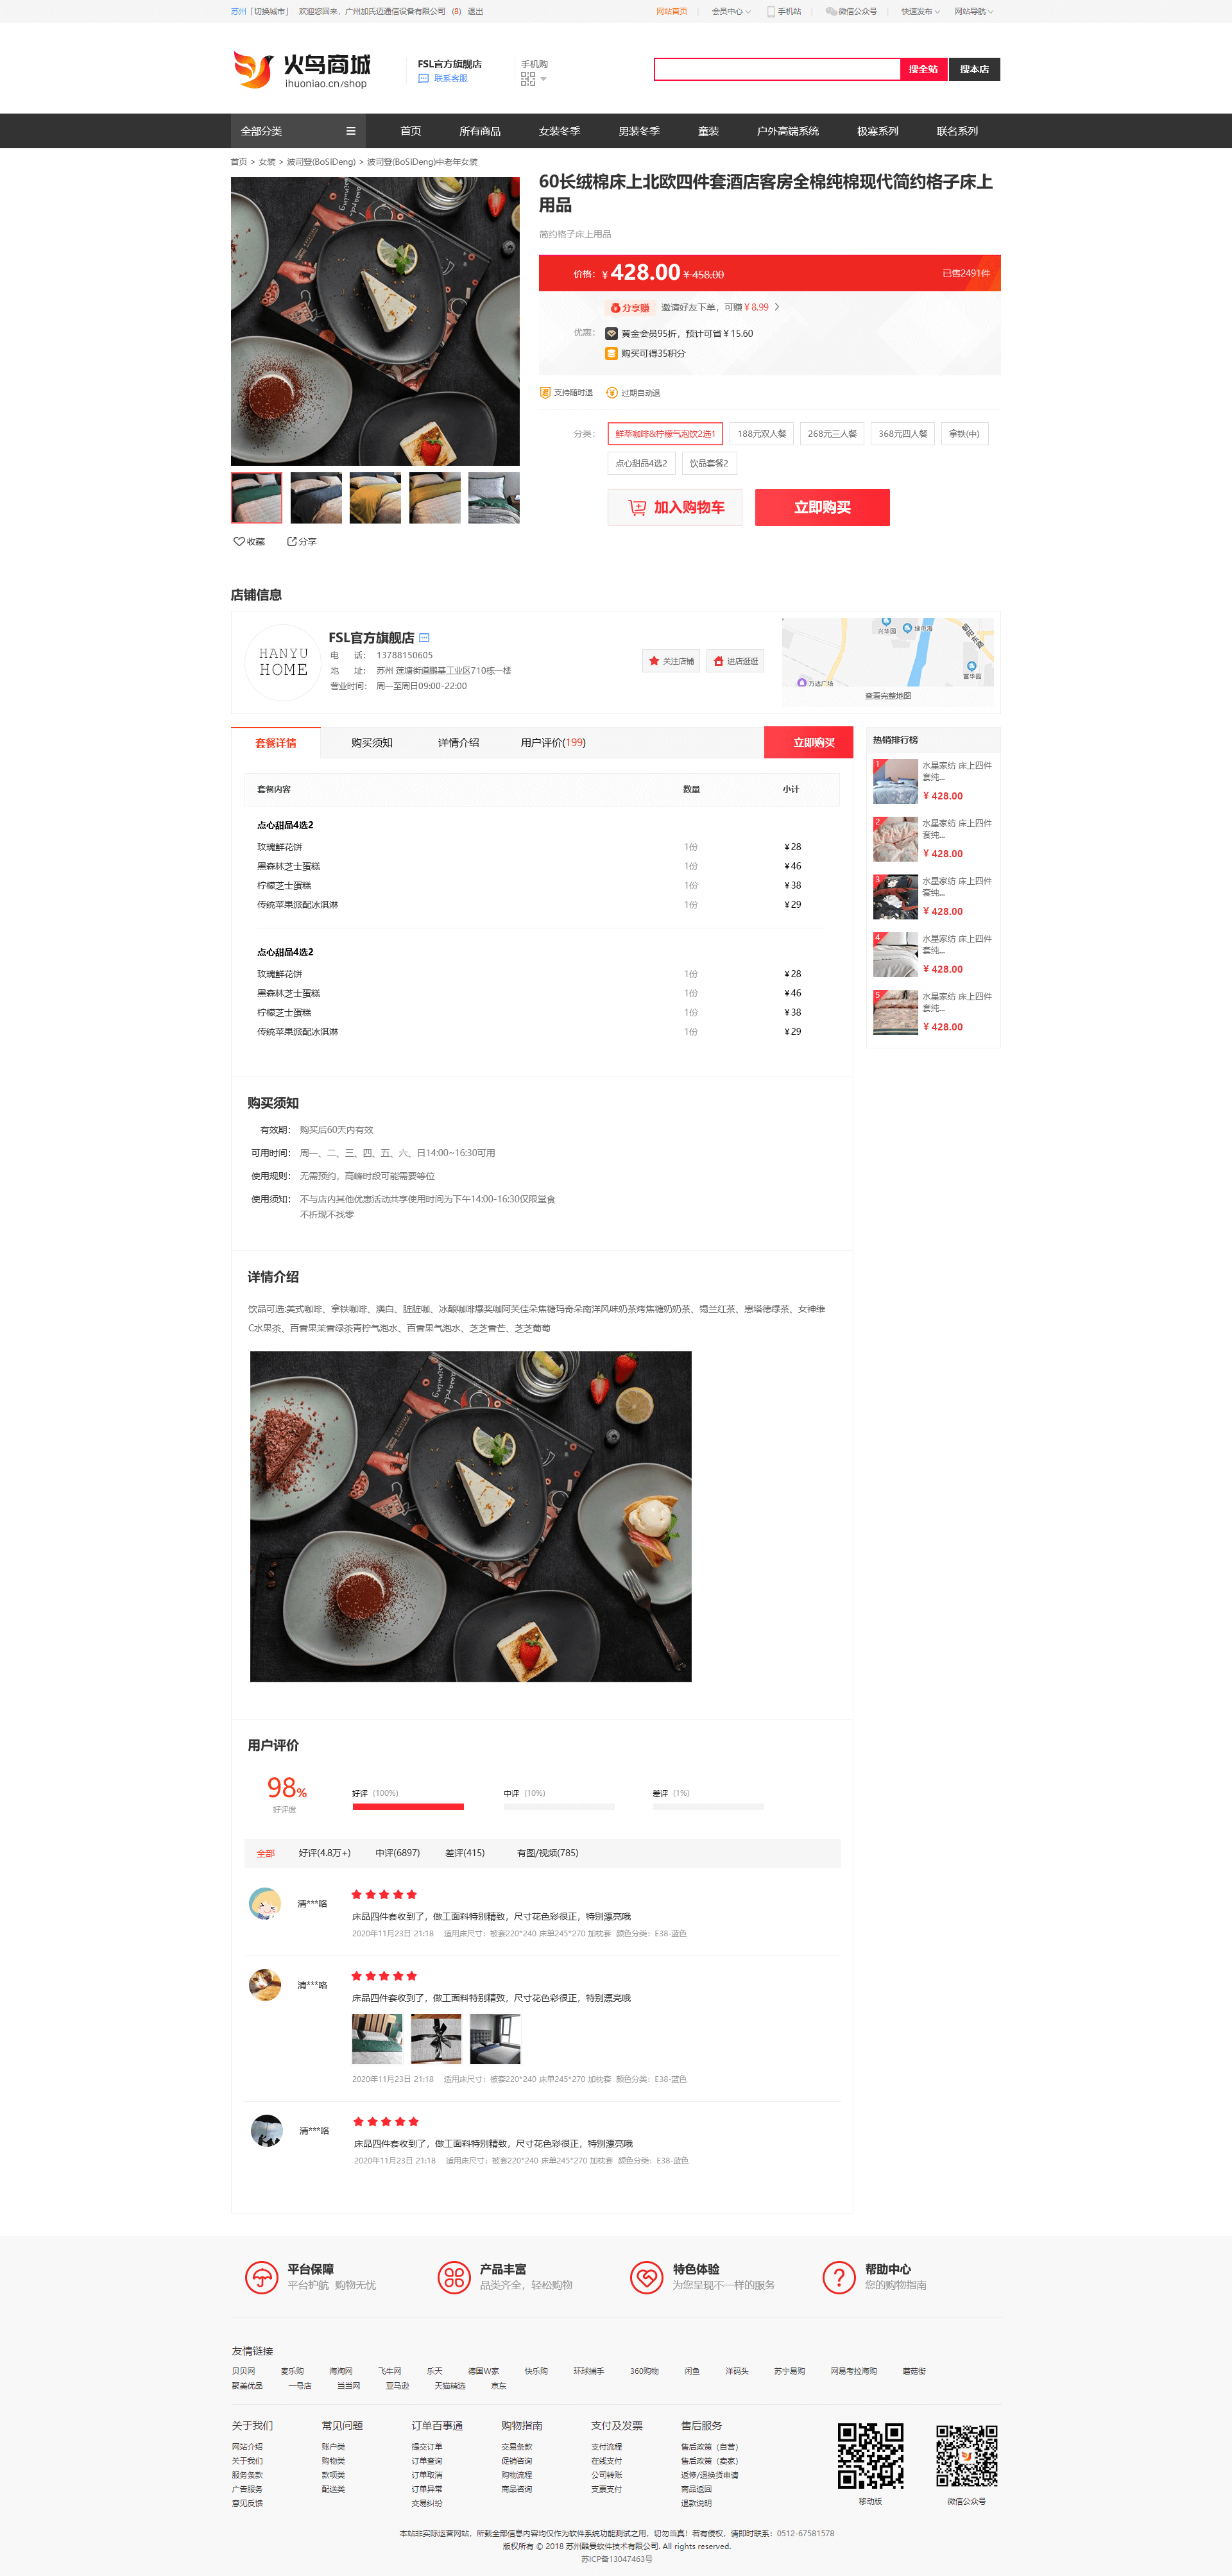 苏州「切换城市」 欢迎您回来，广州加氏迈通信设备有限公司 (8) 退出 网站首页 会员中心 手机站 微信公众号 快速发布 网站导航
火鸟商城
ihuoniao.cn/shop
FSL官方旗舰店
联系客服
手机购
搜全站 搜本店
全部分类 首页 所有商品 女装冬季 男装冬季 童装 户外高端系统 极寒系列 联名系列
首页 > 女装 > 波司登(BoSiDeng) > 波司登(BoSiDeng)中老年女装
60长绒棉床上北欧四件套酒店客房全棉纯棉现代简约格子床上
用品
简约格子床上用品
价格： ¥ 428.00 ¥ 458.00 已售2491件
分享赚 邀请好友下单，可赚 ¥ 8.99 >
优惠： 黄金会员95折，预计可省 ¥ 15.60
购买可得35积分
支持随时退 过期自动退
分类： 鲜萃咖啡&柠檬气泡饮2选1 188元双人餐 268元三人餐 368元四人餐 拿铁(中)
点心甜品4选2 饮品套餐2
加入购物车 立即购买
收藏 分享
店铺信息
HANYU
HOME
FSL官方旗舰店
电 话： 13788150605
地 址： 苏州 莲塘街道鹏基工业区710栋一楼
营业时间： 周一至周日09:00-22:00
关注店铺 进店逛逛
兴华园
万达广场
富华园
查看完整地图
套餐详情 购买须知 详情介绍 用户评价(199) 立即购买
套餐内容 数量 小计
点心甜品4选2
玫瑰鲜花饼 1份 ¥ 28
黑森林芝士蛋糕 1份 ¥ 46
柠檬芝士蛋糕 1份 ¥ 38
传统苹果派配冰淇淋 1份 ¥ 29
点心甜品4选2
玫瑰鲜花饼 1份 ¥ 28
黑森林芝士蛋糕 1份 ¥ 46
柠檬芝士蛋糕 1份 ¥ 38
传统苹果派配冰淇淋 1份 ¥ 29
热销排行榜
1 水星家纺 床上四件
套纯...
¥ 428.00
2 水星家纺 床上四件
套纯...
¥ 428.00
3 水星家纺 床上四件
套纯...
¥ 428.00
4 水星家纺 床上四件
套纯...
¥ 428.00
5 水星家纺 床上四件
套纯...
¥ 428.00
购买须知
有效期： 购买后60天内有效
可用时间： 周一、二、三、四、五、六、日14:00~16:30可用
使用规则： 无需预约，高峰时段可能需要等位
使用须知： 不与店内其他优惠活动共享使用时间为下午14:00-16:30仅限堂食
不折现不找零
详情介绍
饮品可选:美式咖啡、拿铁咖啡、澳白、脏脏咖、冰酿咖啡爆奖咖阿芙佳朵焦糖玛奇朵南洋风味奶茶烤焦糖奶奶茶、锡兰红茶、惠塔德绿茶、女神维
C水果茶、百香果茉香绿茶青柠气泡水、百香果气泡水、芝芝香芒、芝芝葡萄
用户评价
98%
好评度
好评 (100%) 中评 (10%) 差评 (1%)
全部 好评(4.8万+) 中评(6897) 差评(415) 有图/视频(785)
清***咯
床品四件套收到了，做工面料特别精致，尺寸花色彩很正，特别漂亮哦
2020年11月23日 21:18 适用床尺寸：被套220*240 床单245*270 加枕套 颜色分类：E38-蓝色
清***咯
床品四件套收到了，做工面料特别精致，尺寸花色彩很正，特别漂亮哦
2020年11月23日 21:18 适用床尺寸：被套220*240 床单245*270 加枕套 颜色分类：E38-蓝色
清***咯
床品四件套收到了，做工面料特别精致，尺寸花色彩很正，特别漂亮哦
2020年11月23日 21:18 适用床尺寸：被套220*240 床单245*270 加枕套 颜色分类：E38-蓝色
平台保障 产品丰富 特色体验 帮助中心
平台护航 购物无忧 品类齐全，轻松购物 为您呈现不一样的服务 您的购物指南
友情链接
贝贝网 麦乐购 海淘网 飞牛网 乐天 德国W家 快乐购 环球捕手 360购物 闲鱼 洋码头 苏宁易购 网易考拉海购 蘑菇街
聚美优品 一号店 当当网 亚马逊 天猫精选 京东
关于我们 常见问题 订单百事通 购物指南 支付及发票 售后服务
网站介绍 账户类 提交订单 交易条款 支付流程 售后政策（自营）
关于我们 购物类 订单查询 促销咨询 在线支付 售后政策（卖家）
服务条款 款项类 订单取消 购物流程 公司转账 返修/退换货申请
广告服务 配送类 订单异常 商品咨询 支票支付 商品返回
意见反馈 交易纠纷 退款说明
移动版 微信公众号
本站非实际运营网站，所载全部信息内容均仅作为软件系统功能测试之用，切勿当真！若有侵权，请即时联系：0512-67581578
版权所有 © 2018 苏州酷曼软件技术有限公司. All rights reserved.
苏ICP备13047463号